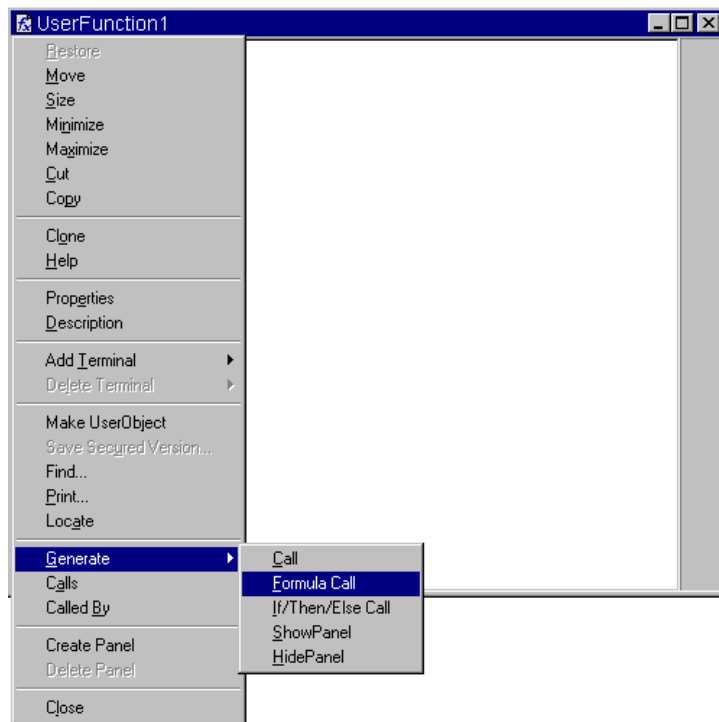 UserFunction1
Restore
Move
Size
Minimize
Maximize
Cut
Copy
Clone
Help
Properties
Description
Add Terminal
Delete Terminal
Make UserObject
Save Secured Version...
Find...
Print...
Locate
Generate
Calls
Called By
Create Panel
Delete Panel
Close
Call
Formula Call
If/Then/Else Call
ShowPanel
HidePanel